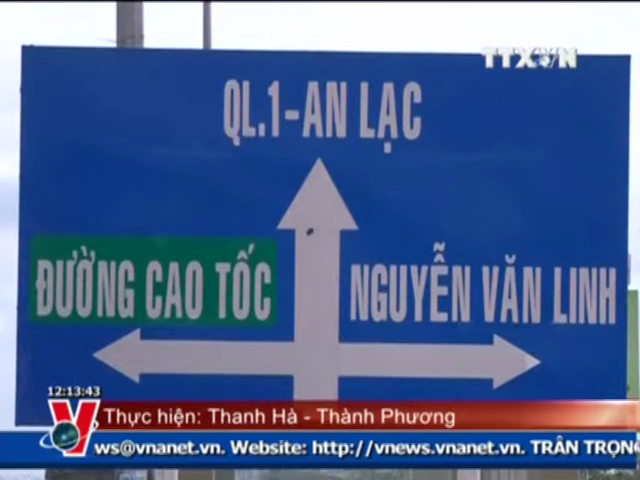 TTXVN
QL.1-AN LẠC
ĐƯỜNG CAO TỐC
NGUYỄN VĂN LINH
12:13:43
Thực hiện: Thanh Hà - Thành Phương
ws@vnanet.vn. Website: http://vnews.vnanet.vn. TRÂN TRỌNG